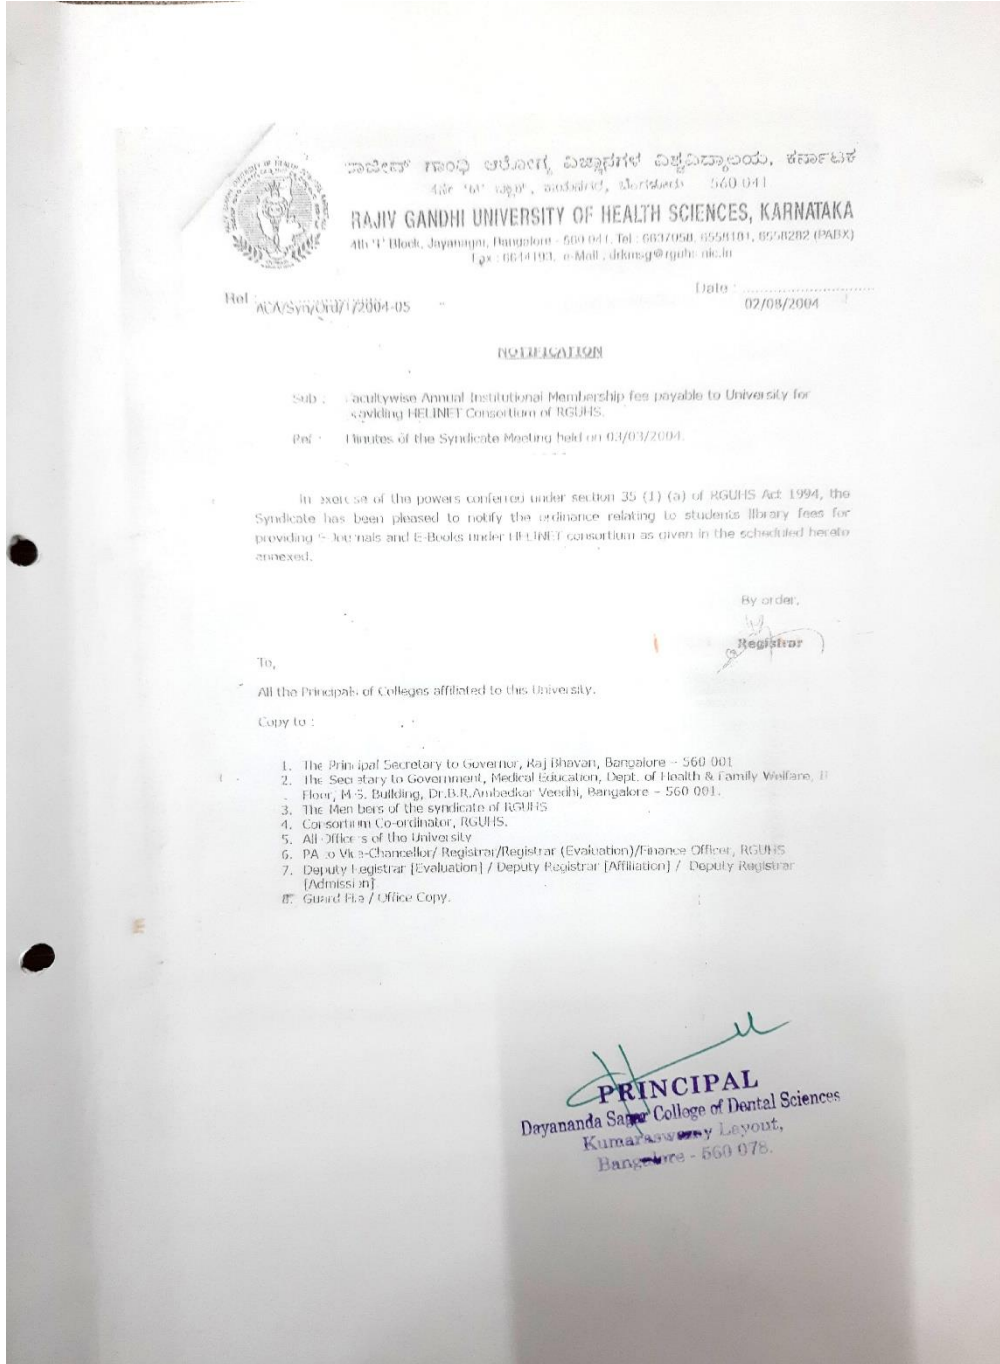 ರಾಜೀವ್ ಗಾಂಧಿ ಆರೋಗ್ಯ ವಿಜ್ಞಾನಗಳ ವಿಶ್ವವಿದ್ಯಾಲಯ, ಕರ್ನಾಟಕ
560 041
RAJIV GANDHI UNIVERSITY OF HEALTH SCIENCES, KARNATAKA
4th 'T' Block, Jayanagar, Bangalore - 560 041, Tel : 6637058, 6558181, 6558282 (PABX)
Fax : 6644193, e-Mail :
Ref :
ACA/Syn/Ord/1/2004-05
Date : ............................
02/08/2004
NOTIFICATION
Sub : acultywise Annual Institutional Membership fee payable to University for
HELINET Consortium of RGUHS.
Ref : Minutes of the Syndicate Meeting held on 03/03/2004.
In exercise of the powers conferred under section 35 (1) (a) of RGUHS Act 1994, the
Syndicate has been pleased to notify the ordinance relating to students library fees for
providing E-Journals and E-Books under HELINET consortium as given in the scheduled hereto
annexed.
By order,
Registrar
To,
All the Principals of Colleges affiliated to this University.
Copy to :
1. The Principal Secretary to Governor, Raj Bhavan, Bangalore – 560 001
2. The Secretary to Government, Medical Education, Dept. of Health & Family Welfare,
Floor, M.S. Building, Dr.B.R.Ambedkar Veedhi, Bangalore – 560 001.
3. The Members of the syndicate of RGUHS
4. Consortium Co-ordinator, RGUHS.
5. All Officers of the University
6. PA to Vice-Chancellor/ Registrar/Registrar (Evaluation)/Finance Officer, RGUHS
7. Deputy Registrar [Evaluation] / Deputy Registrar [Affiliation] / Deputy Registrar
[Admission]
8. Guard File / Office Copy.
PRINCIPAL
Dayananda Sagar College of Dental Sciences
Kumaraswamy Layout,
Bangalore - 560 078.